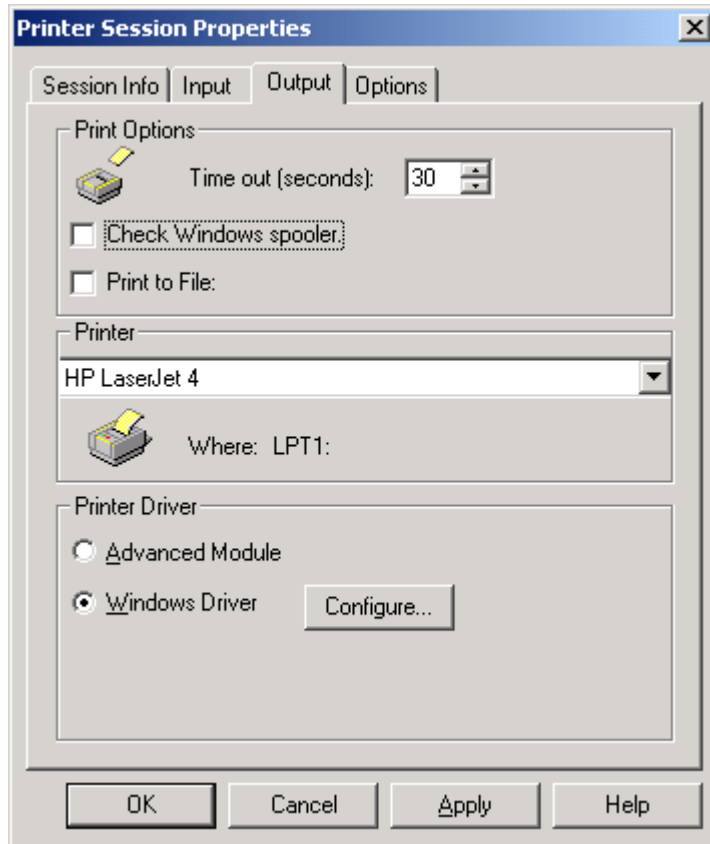 Printer Session Properties
Session Info Input Output Options
Print Options
Time out (seconds): 30
Check Windows spooler.
Print to File:
Printer
HP LaserJet 4
Where: LPT1:
Printer Driver
Advanced Module
Windows Driver Configure...
OK Cancel Apply Help